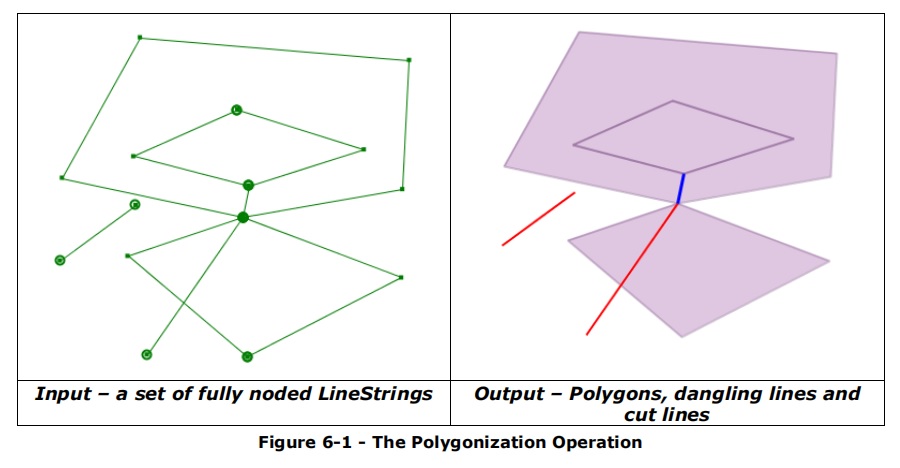 Input – a set of fully noded LineStrings
Output – Polygons, dangling lines and
cut lines
Figure 6-1 - The Polygonization Operation